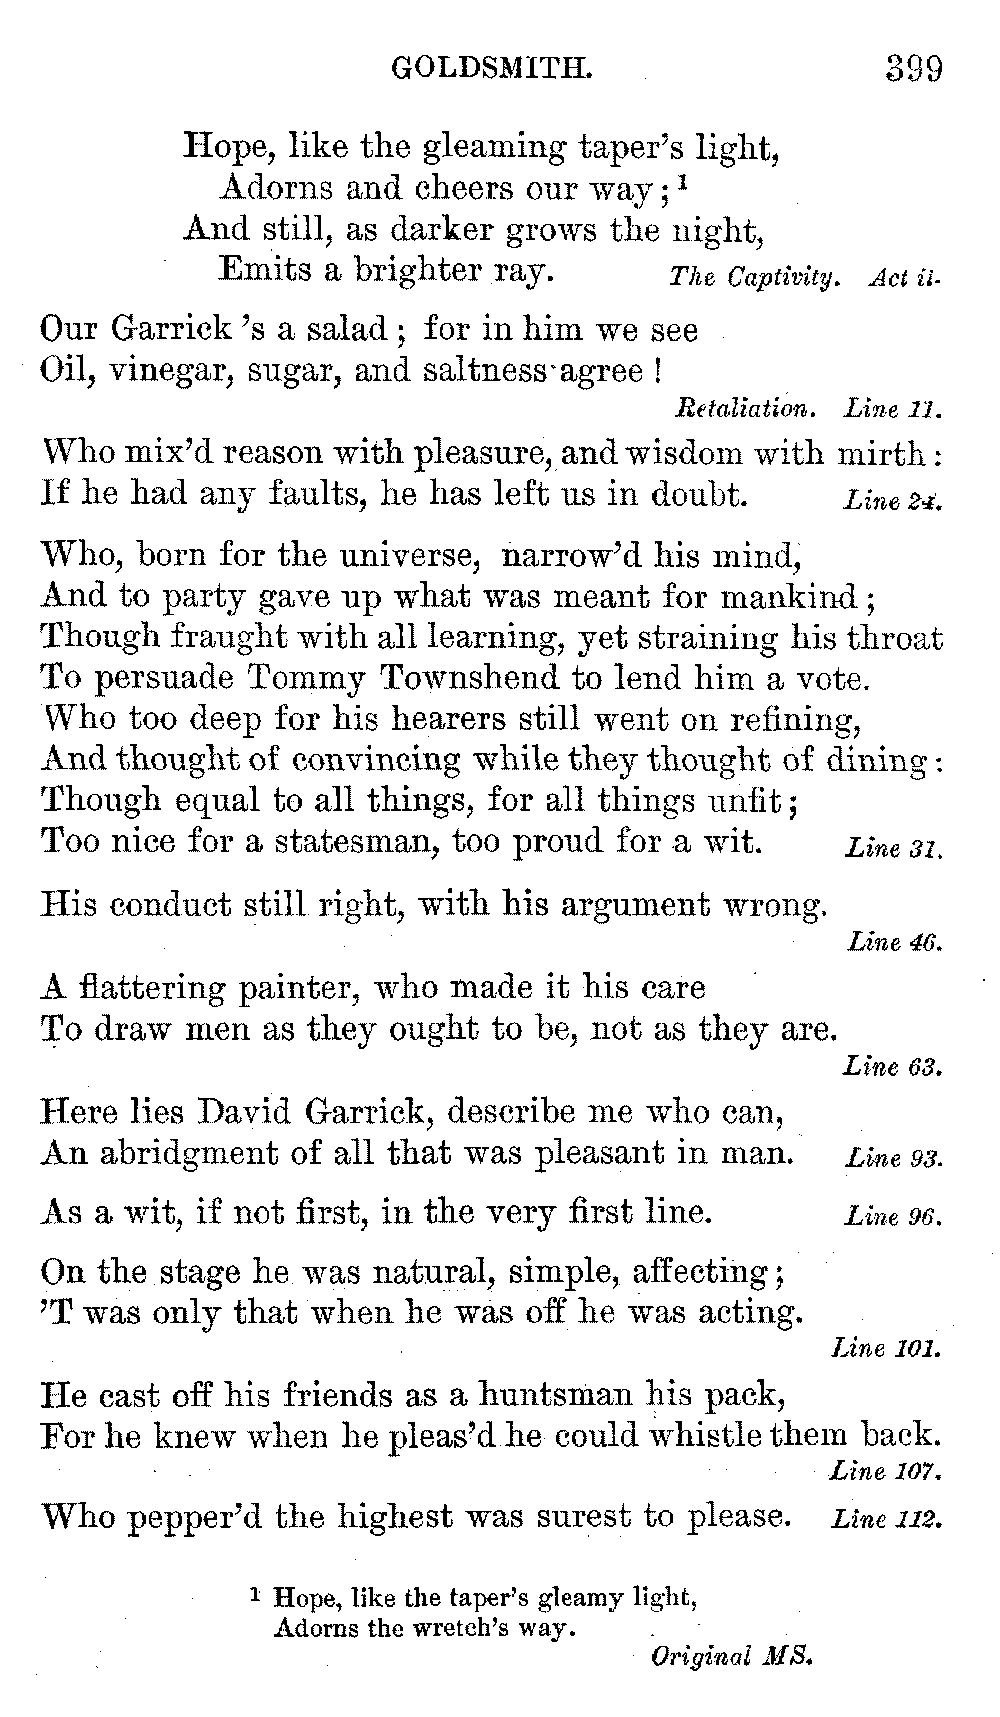 GOLDSMITH. 399
Hope, like the gleaming taper's light,
Adorns and cheers our way; ¹
And still, as darker grows the night,
Emits a brighter ray. The Captivity. Act ii.
Our Garrick 's a salad; for in him we see
Oil, vinegar, sugar, and saltness agree!
Retaliation. Line 11.
Who mix'd reason with pleasure, and wisdom with mirth:
If he had any faults, he has left us in doubt. Line 24.
Who, born for the universe, narrow'd his mind,
And to party gave up what was meant for mankind;
Though fraught with all learning, yet straining his throat
To persuade Tommy Townshend to lend him a vote.
Who too deep for his hearers still went on refining,
And thought of convincing while they thought of dining:
Though equal to all things, for all things unfit;
Too nice for a statesman, too proud for a wit. Line 31.
His conduct still right, with his argument wrong.
Line 46.
A flattering painter, who made it his care
To draw men as they ought to be, not as they are.
Line 63.
Here lies David Garrick, describe me who can,
An abridgment of all that was pleasant in man. Line 93.
As a wit, if not first, in the very first line. Line 96.
On the stage he was natural, simple, affecting;
'T was only that when he was off he was acting.
Line 101.
He cast off his friends as a huntsman his pack,
For he knew when he pleas'd he could whistle them back.
Line 107.
Who pepper'd the highest was surest to please. Line 112.
¹ Hope, like the taper's gleamy light,
Adorns the wretch's way.
Original MS.